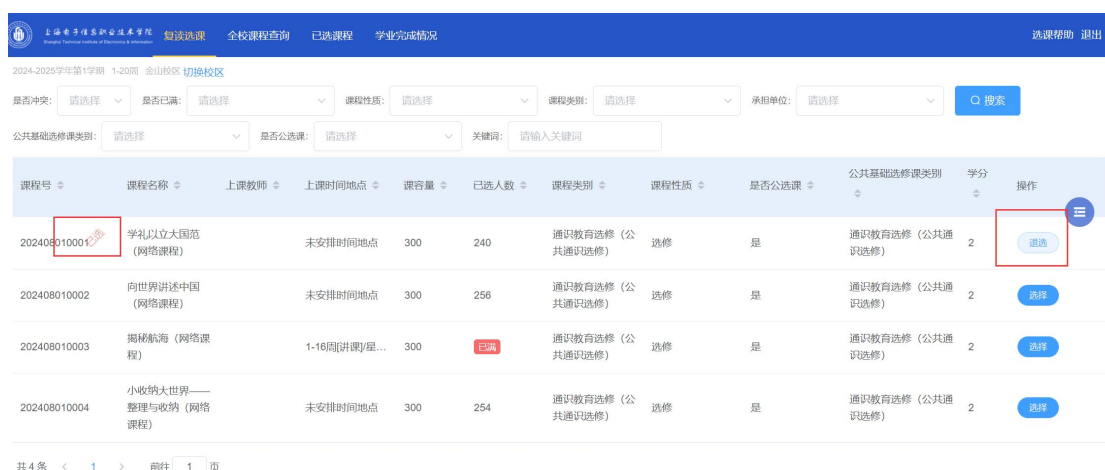 上海电子信息职业技术学院 复读选课 全校课程查询 已选课程 学业完成情况 选课帮助 退出
Shanghai Technical Institute of Electronics & Information
2024-2025学年第1学期 1-20周 金山校区 切换校区
是否冲突: 请选择 是否已满: 请选择 课程性质: 请选择 课程类别: 请选择 承担单位: 请选择 搜索
公共基础选修课类别: 请选择 是否公选课: 请选择 关键词: 请输入关键词
课程号 课程名称 上课教师 上课时间地点 课容量 已选人数 课程类别 课程性质 是否公选课 公共基础选修课类别 学分 操作
202408010001 已选 学礼以立大国范 未安排时间地点 300 240 通识教育选修（公 选修 是 通识教育选修（公共通 2 退选
（网络课程） 共通识选修） 识选修）
202408010002 向世界讲述中国 未安排时间地点 300 256 通识教育选修（公 选修 是 通识教育选修（公共通 2 选择
（网络课程） 共通识选修） 识选修）
202408010003 揭秘航海（网络课 1-16周[讲课]/星... 300 已满 通识教育选修（公 选修 是 通识教育选修（公共通 2 选择
程） 共通识选修） 识选修）
202408010004 小收纳大世界—— 未安排时间地点 300 254 通识教育选修（公 选修 是 通识教育选修（公共通 2 选择
整理与收纳（网络 共通识选修） 识选修）
课程）
共 4 条 < 1 > 前往 1 页